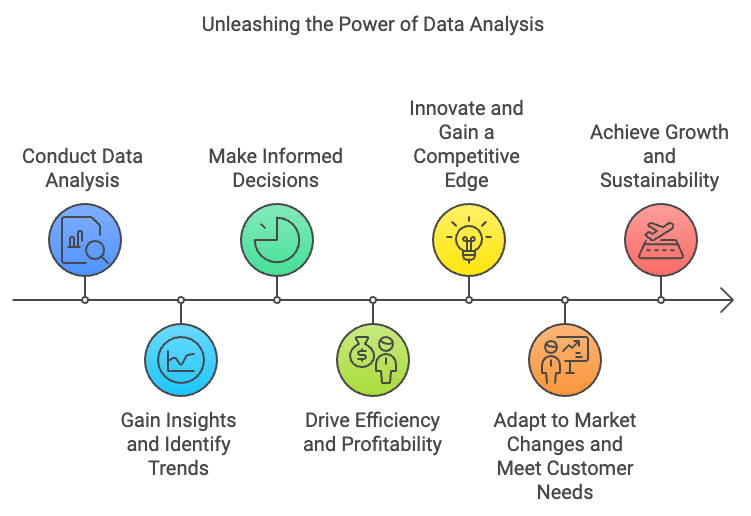 Unleashing the Power of Data Analysis
Conduct Data
Analysis
Gain Insights
and Identify
Trends
Make Informed
Decisions
Drive Efficiency
and Profitability
Innovate and
Gain a
Competitive
Edge
Adapt to Market
Changes and
Meet Customer
Needs
Achieve Growth
and
Sustainability
$